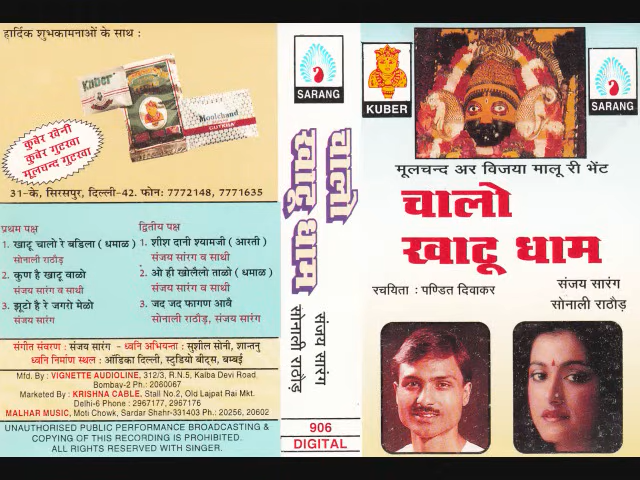 हार्दिक शुभकामनाओं के साथ :
Kuber
Moolchand
GUTKHA
कुबेर खैनी
कुबेर गुटखा
मूलचन्द गुटखा
31-के, सिरसपुर, दिल्ली-42. फोन: 7772148, 7771635
प्रथम पक्ष
1. खाटू चालो रे बडिला ( धमाळ )
सोनाली राठौड़
2. कुण है खाटू वाळो
संजय सारंग व साथी
3. झूटो है रे जगरो मेळो
संजय सारंग
द्वितीय पक्ष
1. शीश दानी श्यामजी ( आरती )
संजय सारंग व साथी
2. ओ ही खोलैलो ताळो ( धमाळ )
संजय सारंग व साथी
3. जद जद फागण आवै
सोनाली राठौड़, संजय सारंग
संगीत संवरण : संजय सारंग - ध्वनि अभियन्ता : सुशील सोनी, शान्तनु
ध्वनि निर्माण स्थल : ऑडिका दिल्ली, स्टुडियो बीट्स, बम्बई
Mfd. By : VIGNETTE AUDIOLINE, 312/3, R.N.5, Kalba Devi Road
Bombay-2 Ph.: 2060067
Marketed By : KRISHNA CABLE, Stall No.2, Old Lajpat Rai Mkt.
Delhi-6 Phone : 2967177, 2967176
MALHAR MUSIC, Moti Chowk, Sardar Shahr-331403 Ph.: 20256, 20602
UNAUTHORISED PUBLIC PERFORMANCE BROADCASTING &
COPYING OF THIS RECORDING IS PROHIBITED.
ALL RIGHTS RESERVED WITH SINGER.
SARANG
चालो
खाटू धाम
संजय सारंग
सोनाली राठौड़
906
DIGITAL
KUBER
SARANG
मूलचन्द अर विजया मालू री भेंट
चालो
खाटू धाम
रचयिता : पण्डित दिवाकर
संजय सारंग
सोनाली राठौड़